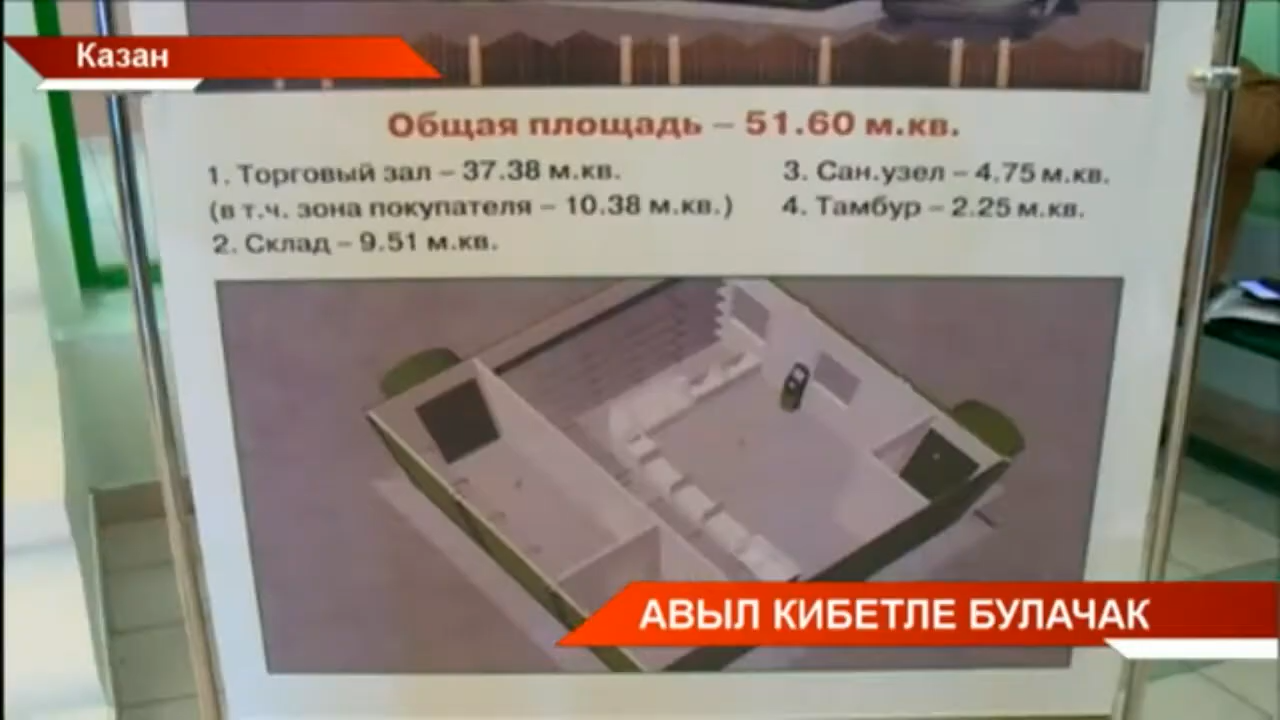 Казан
Общая площадь – 51.60 м.кв.
1. Торговый зал – 37.38 м.кв.
(в т.ч. зона покупателя – 10.38 м.кв.)
2. Склад – 9.51 м.кв.
3. Сан.узел – 4.75 м.кв.
4. Тамбур – 2.25 м.кв.
АВЫЛ КИБЕТЛЕ БУЛАЧАК